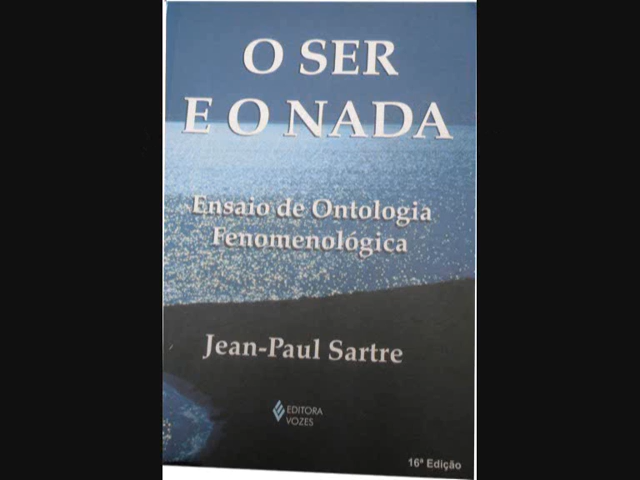 O SER
E O NADA
Ensaio de Ontologia
Fenomenológica
Jean-Paul Sartre
EDITORA
VOZES
16ª Edição